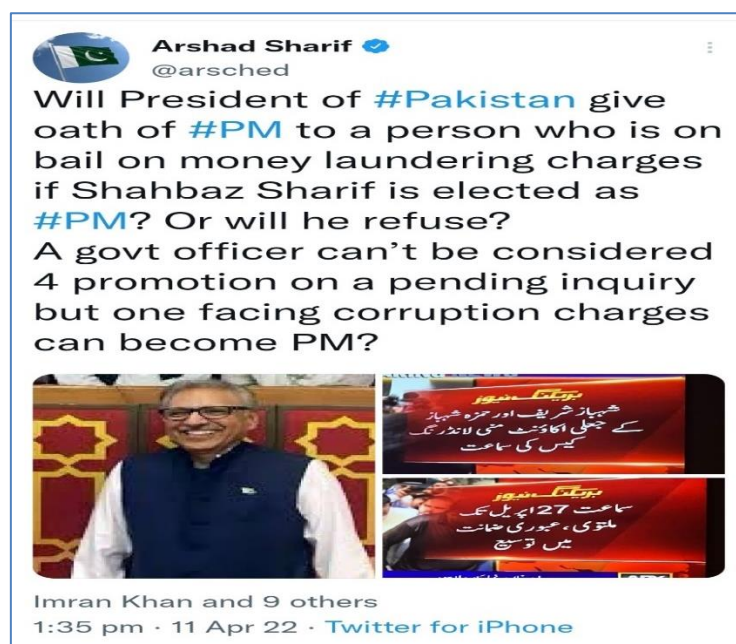 Arshad Sharif
@arsched
Will President of #Pakistan give
oath of #PM to a person who is on
bail on money laundering charges
if Shahbaz Sharif is elected as
#PM? Or will he refuse?
A govt officer can’t be considered
4 promotion on a pending inquiry
but one facing corruption charges
can become PM?
بریکنگ نیوز
شہباز شریف اور حمزہ شہباز
کے جعلی اکاؤنٹ منی لانڈرنگ
کیس کی سماعت
بریکنگ نیوز
سماعت 27 اپریل تک
ملتوی، عبوری ضمانت
میں توسیع
Imran Khan and 9 others
1:35 pm · 11 Apr 22 · Twitter for iPhone